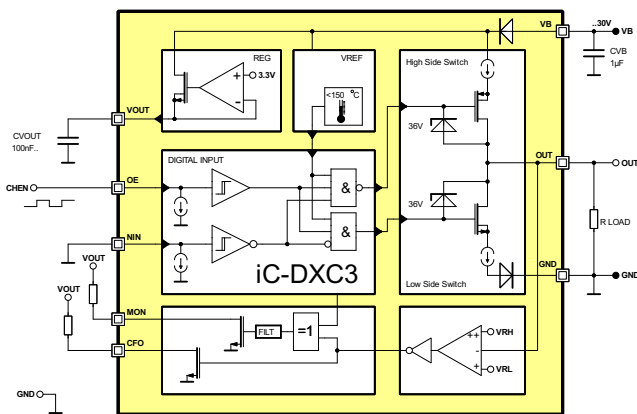 VB
..30V
VB
REG
VREF
High Side Switch
CVB
1µF
3.3V
+
-
<150 °C
VOUT
36V
CVOUT
100nF..
DIGITAL INPUT
OUT
OUT
OE
&
CHEN
36V
NIN
&
R LOAD
VOUT
iC-DXC3
GND
VOUT
Low Side Switch
GND
MON
FILT
=1
++
VRH
CFO
-
+
VRL
GND